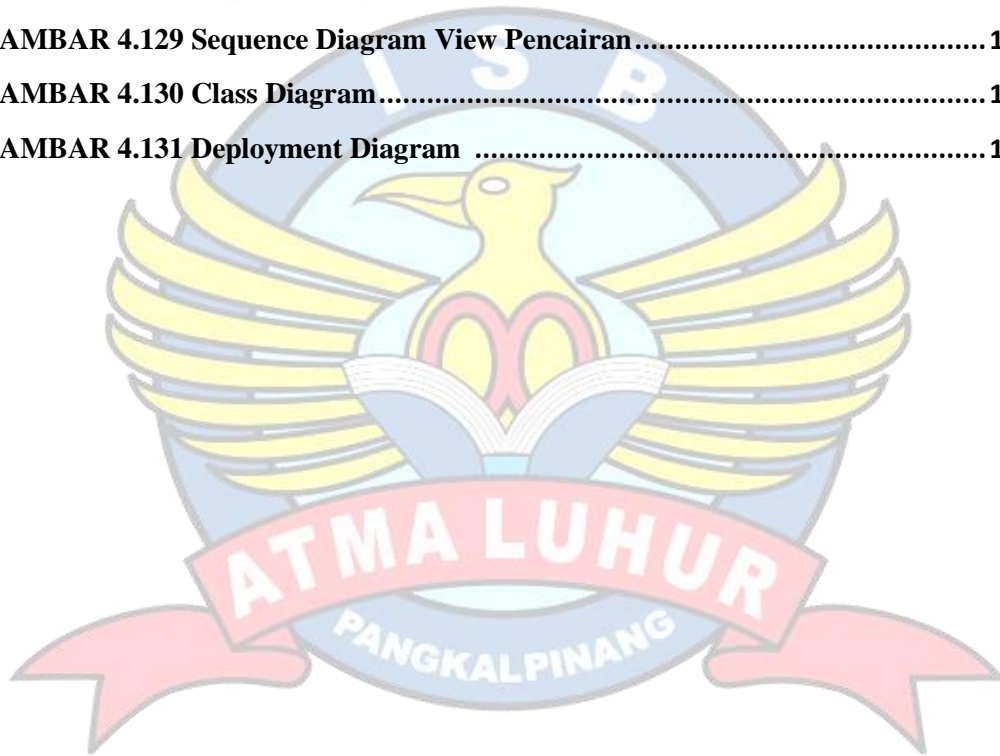 AMBAR 4.129 Sequence Diagram View Pencairan.......................................... 1
AMBAR 4.130 Class Diagram.......................................................................... 1
AMBAR 4.131 Deployment Diagram .............................................................. 1
I S B
ATMA LUHUR
PANGKALPINANG